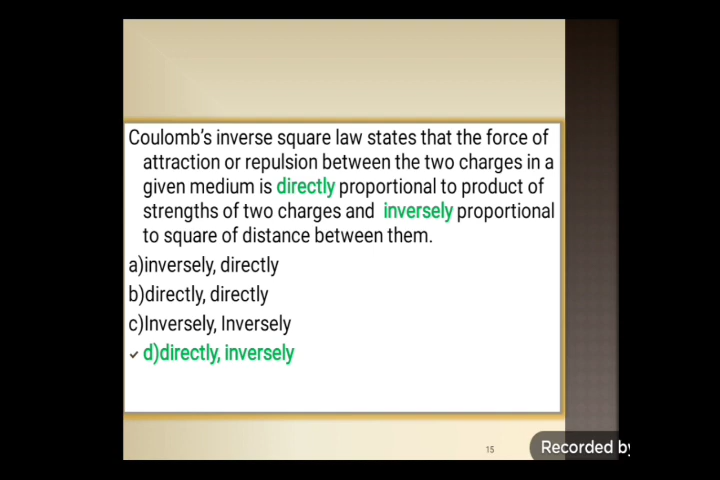 Coulomb's inverse square law states that the force of
attraction or repulsion between the two charges in a
given medium is directly proportional to product of
strengths of two charges and inversely proportional
to square of distance between them.
a)inversely, directly
b)directly, directly
c)Inversely, Inversely
✓ d)directly, inversely
15
Recorded by